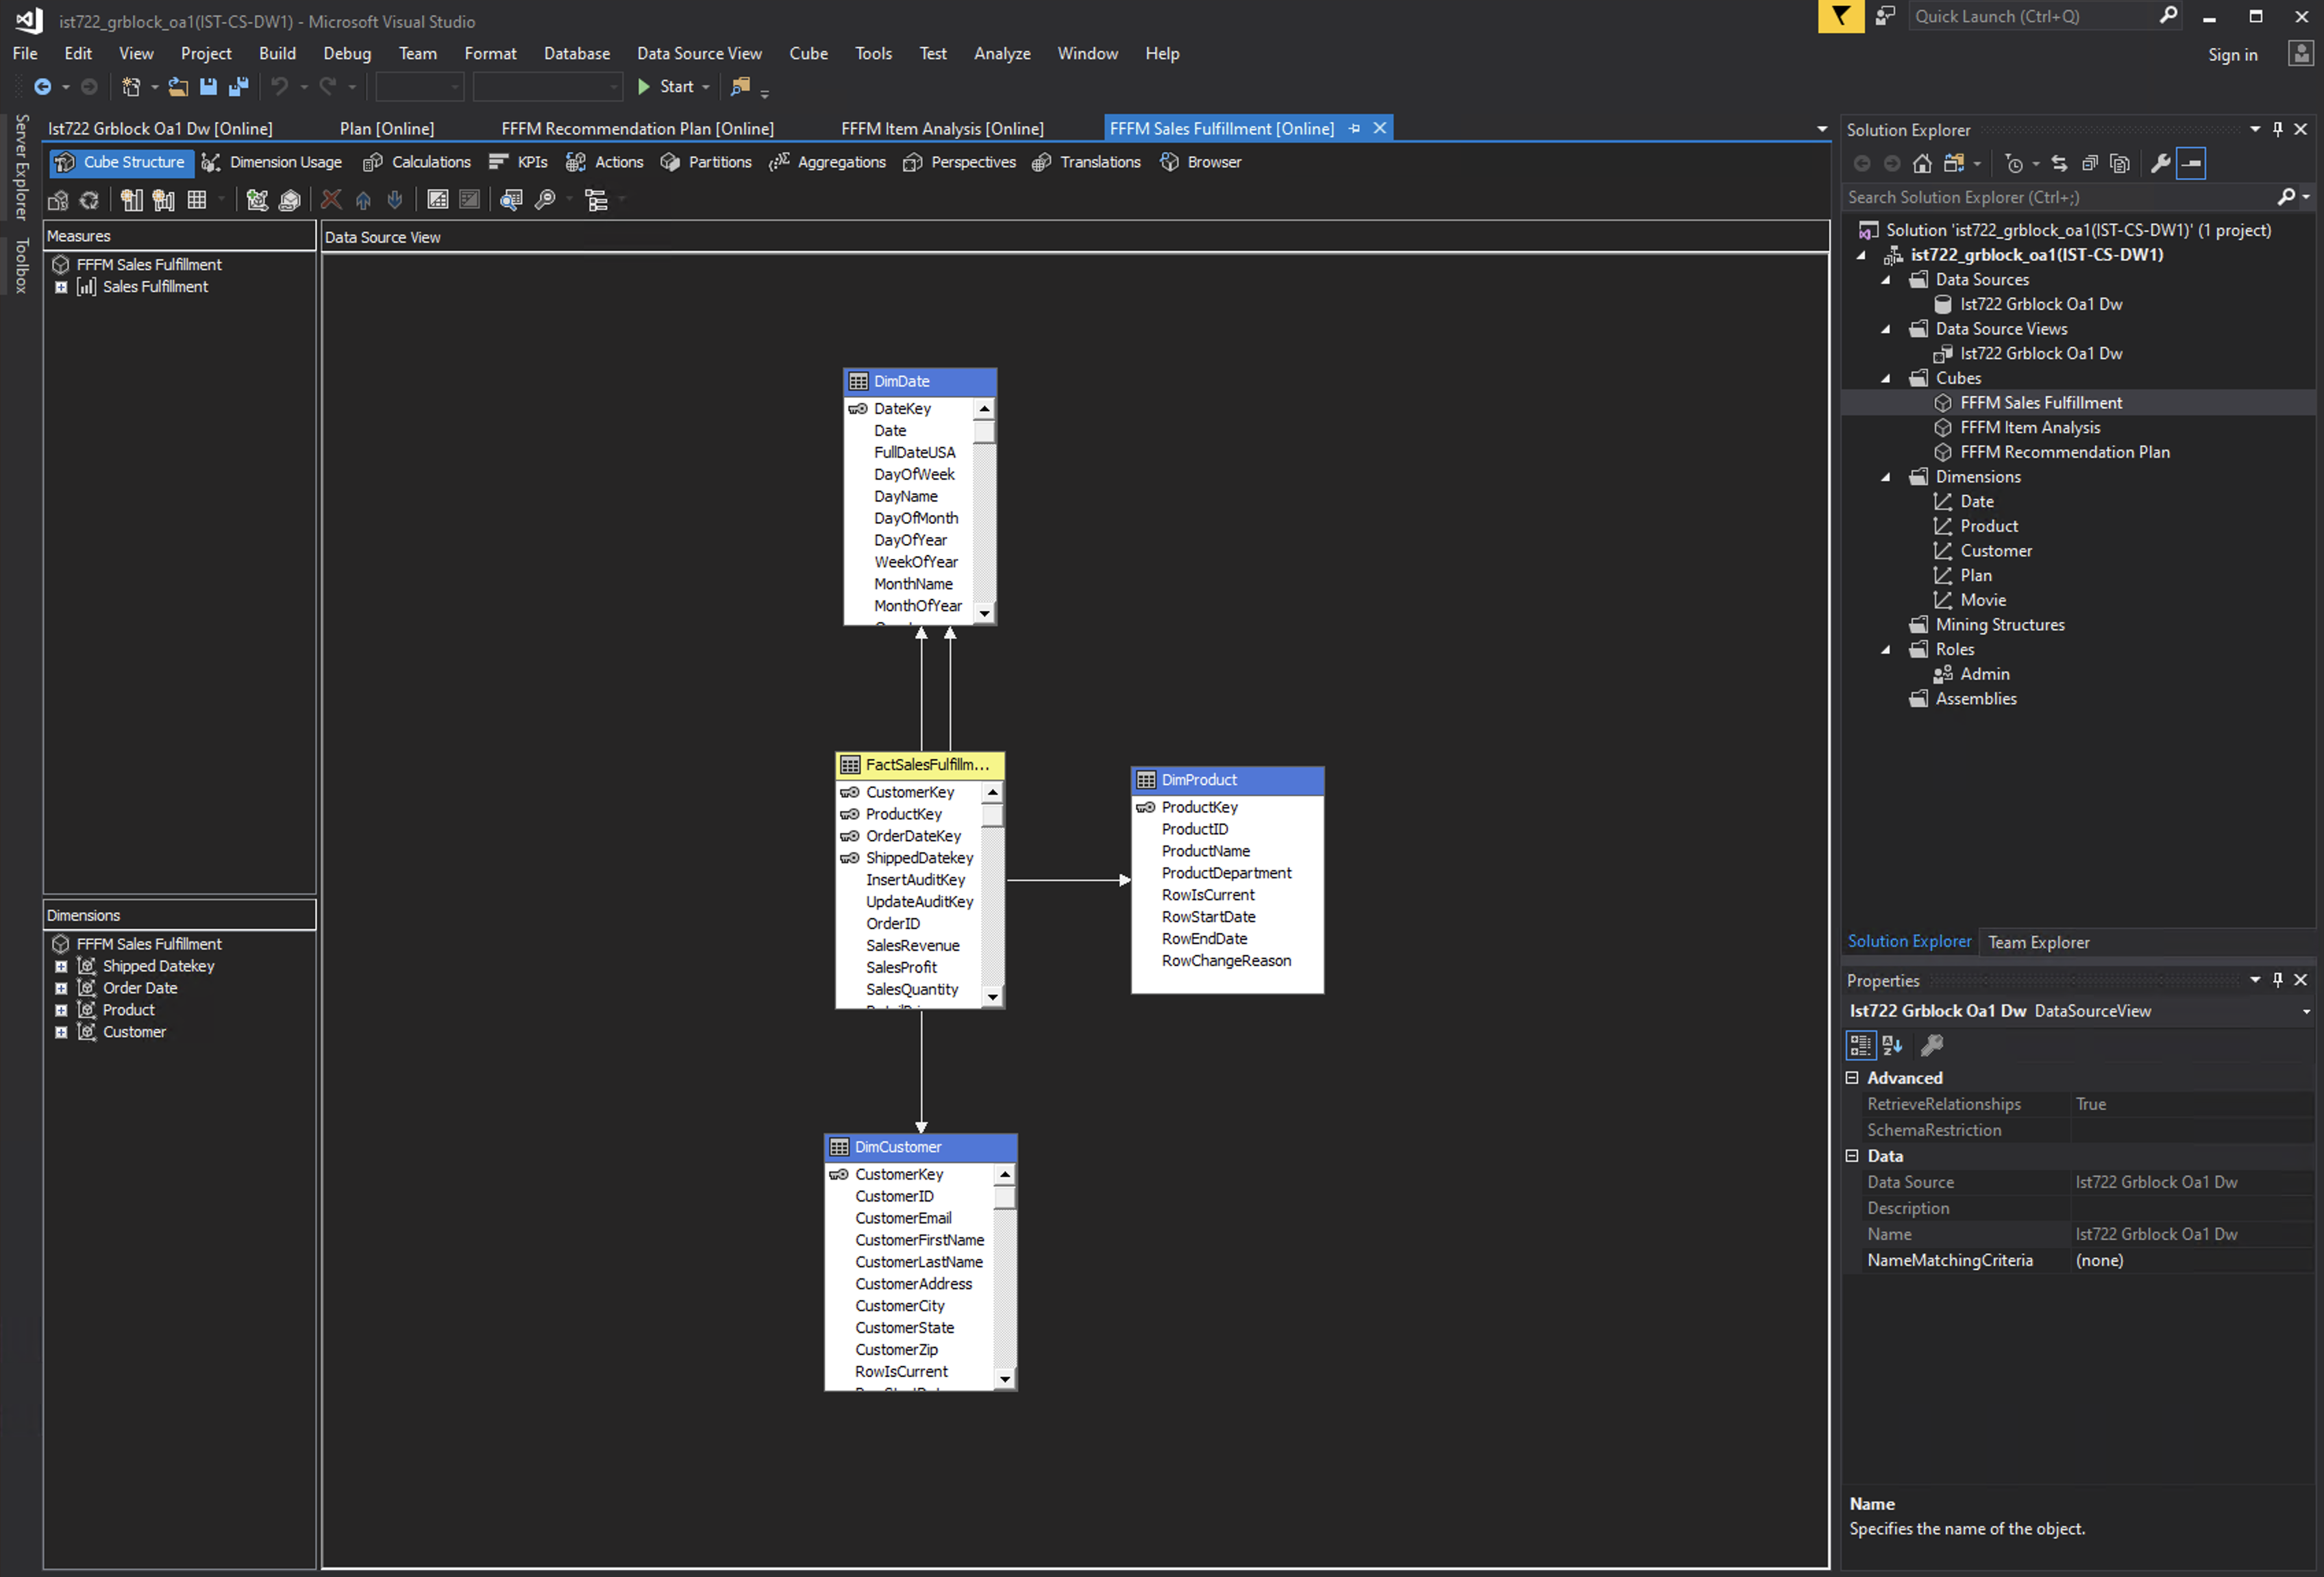 ist722_grblock_oa1(IST-CS-DW1) - Microsoft Visual Studio
Quick Launch (Ctrl+Q)
File Edit View Project Build Debug Team Format Database Data Source View Cube Tools Test Analyze Window Help
Sign in
Start
Server Explorer
Toolbox
Ist722 Grblock Oa1 Dw [Online]
Plan [Online]
FFFM Recommendation Plan [Online]
FFFM Item Analysis [Online]
FFFM Sales Fulfillment [Online]
Cube Structure
Dimension Usage
Calculations
KPIs
Actions
Partitions
Aggregations
Perspectives
Translations
Browser
Measures
FFFM Sales Fulfillment
Sales Fulfillment
Dimensions
FFFM Sales Fulfillment
Shipped Datekey
Order Date
Product
Customer
Data Source View
DimDate
DateKey
Date
FullDateUSA
DayOfWeek
DayName
DayOfMonth
DayOfYear
WeekOfYear
MonthName
MonthOfYear
FactSalesFulfillm...
CustomerKey
ProductKey
OrderDateKey
ShippedDatekey
InsertAuditKey
UpdateAuditKey
OrderID
SalesRevenue
SalesProfit
SalesQuantity
DimProduct
ProductKey
ProductID
ProductName
ProductDepartment
RowIsCurrent
RowStartDate
RowEndDate
RowChangeReason
DimCustomer
CustomerKey
CustomerID
CustomerEmail
CustomerFirstName
CustomerLastName
CustomerAddress
CustomerCity
CustomerState
CustomerZip
RowIsCurrent
Solution Explorer
Search Solution Explorer (Ctrl+;)
Solution 'ist722_grblock_oa1(IST-CS-DW1)' (1 project)
ist722_grblock_oa1(IST-CS-DW1)
Data Sources
Ist722 Grblock Oa1 Dw
Data Source Views
Ist722 Grblock Oa1 Dw
Cubes
FFFM Sales Fulfillment
FFFM Item Analysis
FFFM Recommendation Plan
Dimensions
Date
Product
Customer
Plan
Movie
Mining Structures
Roles
Admin
Assemblies
Solution Explorer
Team Explorer
Properties
Ist722 Grblock Oa1 Dw DataSourceView
Advanced
RetrieveRelationships True
SchemaRestriction
Data
Data Source Ist722 Grblock Oa1 Dw
Description
Name Ist722 Grblock Oa1 Dw
NameMatchingCriteria (none)
Name
Specifies the name of the object.